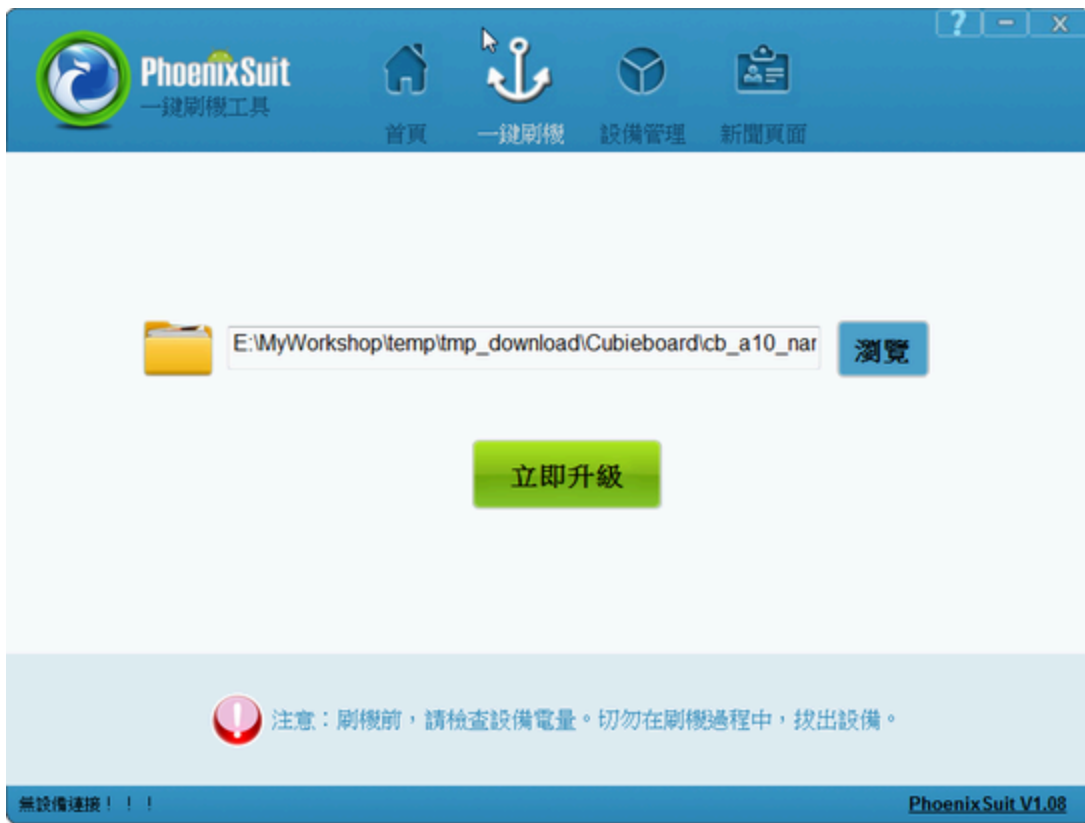 PhoenixSuit
一鍵刷機工具
首頁 一鍵刷機 設備管理 新聞頁面
? - x
E:\MyWorkshop\temp\tmp_download\Cubieboard\cb_a10_nar
瀏覽
立即升級
注意：刷機前，請檢查設備電量。切勿在刷機過程中，拔出設備。
無設備連接！！！
PhoenixSuit V1.08